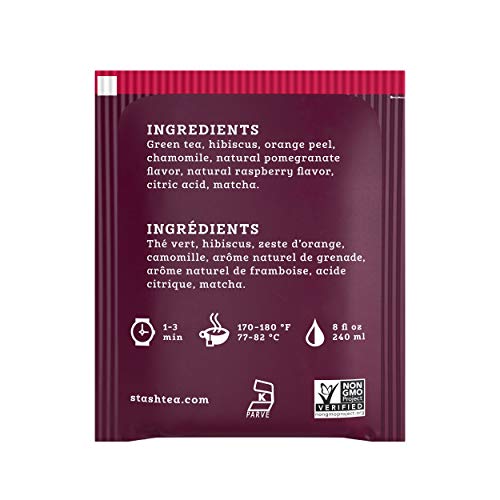 INGREDIENTS
Green tea, hibiscus, orange peel,
chamomile, natural pomegranate
flavor, natural raspberry flavor,
citric acid, matcha.
INGRÉDIENTS
Thé vert, hibiscus, zeste d'orange,
camomille, arôme naturel de grenade,
arôme naturel de framboise, acide
citrique, matcha.
1-3
min
170-180 °F
77-82 °C
8 fl oz
240 ml
stashtea.com
K
PARVE
NON
GMO
Project
VERIFIED
nongmoproject.org